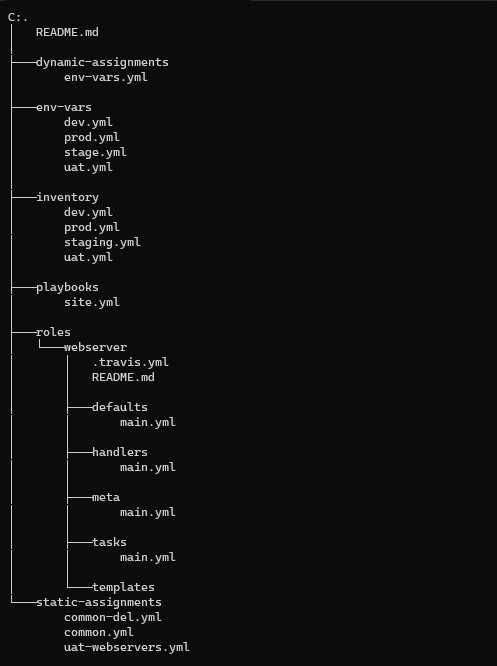 C:.
│   README.md
│
├───dynamic-assignments
│       env-vars.yml
│
├───env-vars
│       dev.yml
│       prod.yml
│       stage.yml
│       uat.yml
│
├───inventory
│       dev.yml
│       prod.yml
│       staging.yml
│       uat.yml
│
├───playbooks
│       site.yml
│
├───roles
│   └───webserver
│       │   .travis.yml
│       │   README.md
│       │
│       ├───defaults
│       │       main.yml
│       │
│       ├───handlers
│       │       main.yml
│       │
│       ├───meta
│       │       main.yml
│       │
│       ├───tasks
│       │       main.yml
│       │
│       └───templates
└───static-assignments
        common-del.yml
        common.yml
        uat-webservers.yml